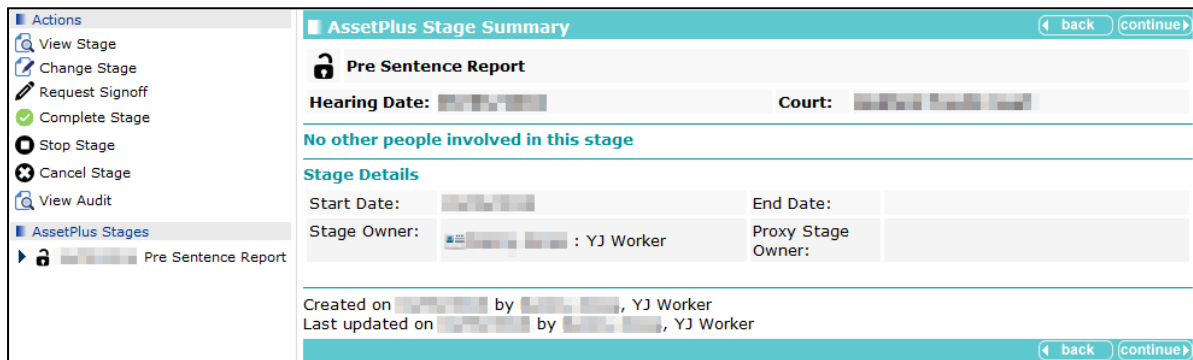 Actions
View Stage
Change Stage
Request Signoff
Complete Stage
Stop Stage
Cancel Stage
View Audit
AssetPlus Stages
Pre Sentence Report
AssetPlus Stage Summary back continue
Pre Sentence Report
Hearing Date: Court:
No other people involved in this stage
Stage Details
Start Date: End Date:
Stage Owner: : YJ Worker Proxy Stage
Owner:
Created on by , YJ Worker
Last updated on by , YJ Worker
back continue